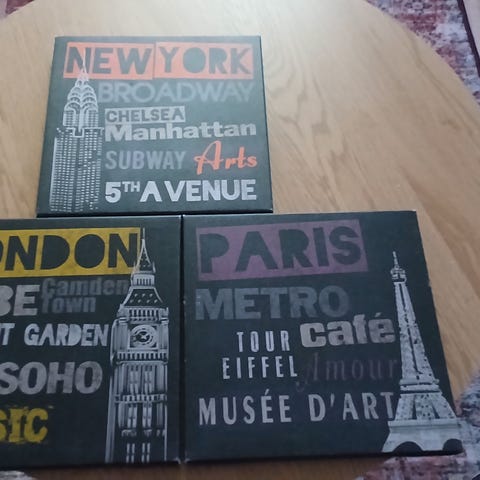 NEW YORK
BROADWAY
CHELSEA
Manhattan
SUBWAY Arts
5TH AVENUE
ONDON
BE Camden Town
NT GARDEN
SOHO
SIC
PARIS
METRO
TOUR EIFFEL café
Amour
MUSÉE D'ART